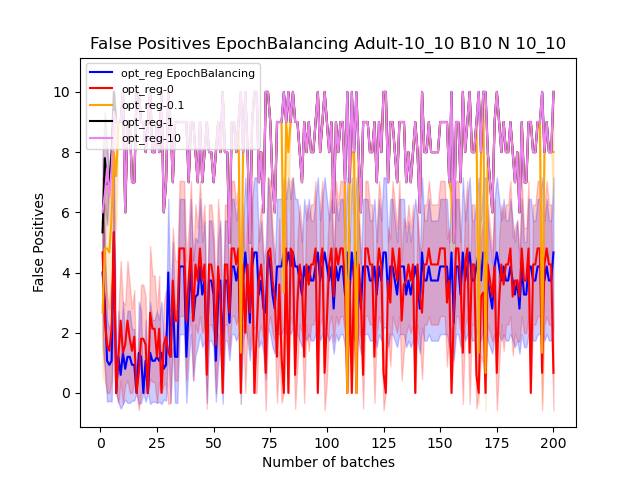 False Positives EpochBalancing Adult-10_10 B10 N 10_10
opt_reg EpochBalancing
opt_reg-0
opt_reg-0.1
opt_reg-1
opt_reg-10
False Positives
10
8
6
4
2
0
0
25
50
75
100
125
150
175
200
Number of batches